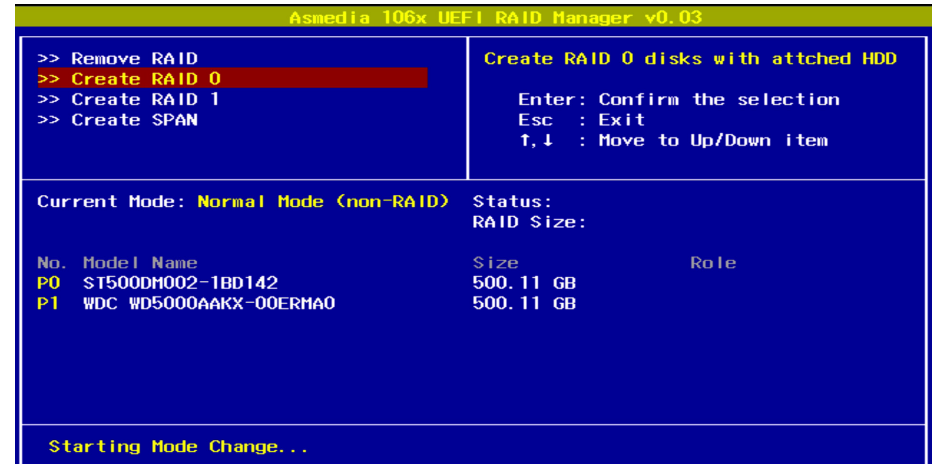 Asmedia 106x UEFI RAID Manager v0.03
>> Remove RAID
>> Create RAID 0
>> Create RAID 1
>> Create SPAN
Create RAID 0 disks with attched HDD
Enter: Confirm the selection
Esc : Exit
↑,↓ : Move to Up/Down item
Current Mode: Normal Mode (non-RAID) Status:
RAID Size:
No. Model Name Size Role
P0 ST500DM002-1BD142 500.11 GB
P1 WDC WD5000AAKX-00ERMA0 500.11 GB
Starting Mode Change...